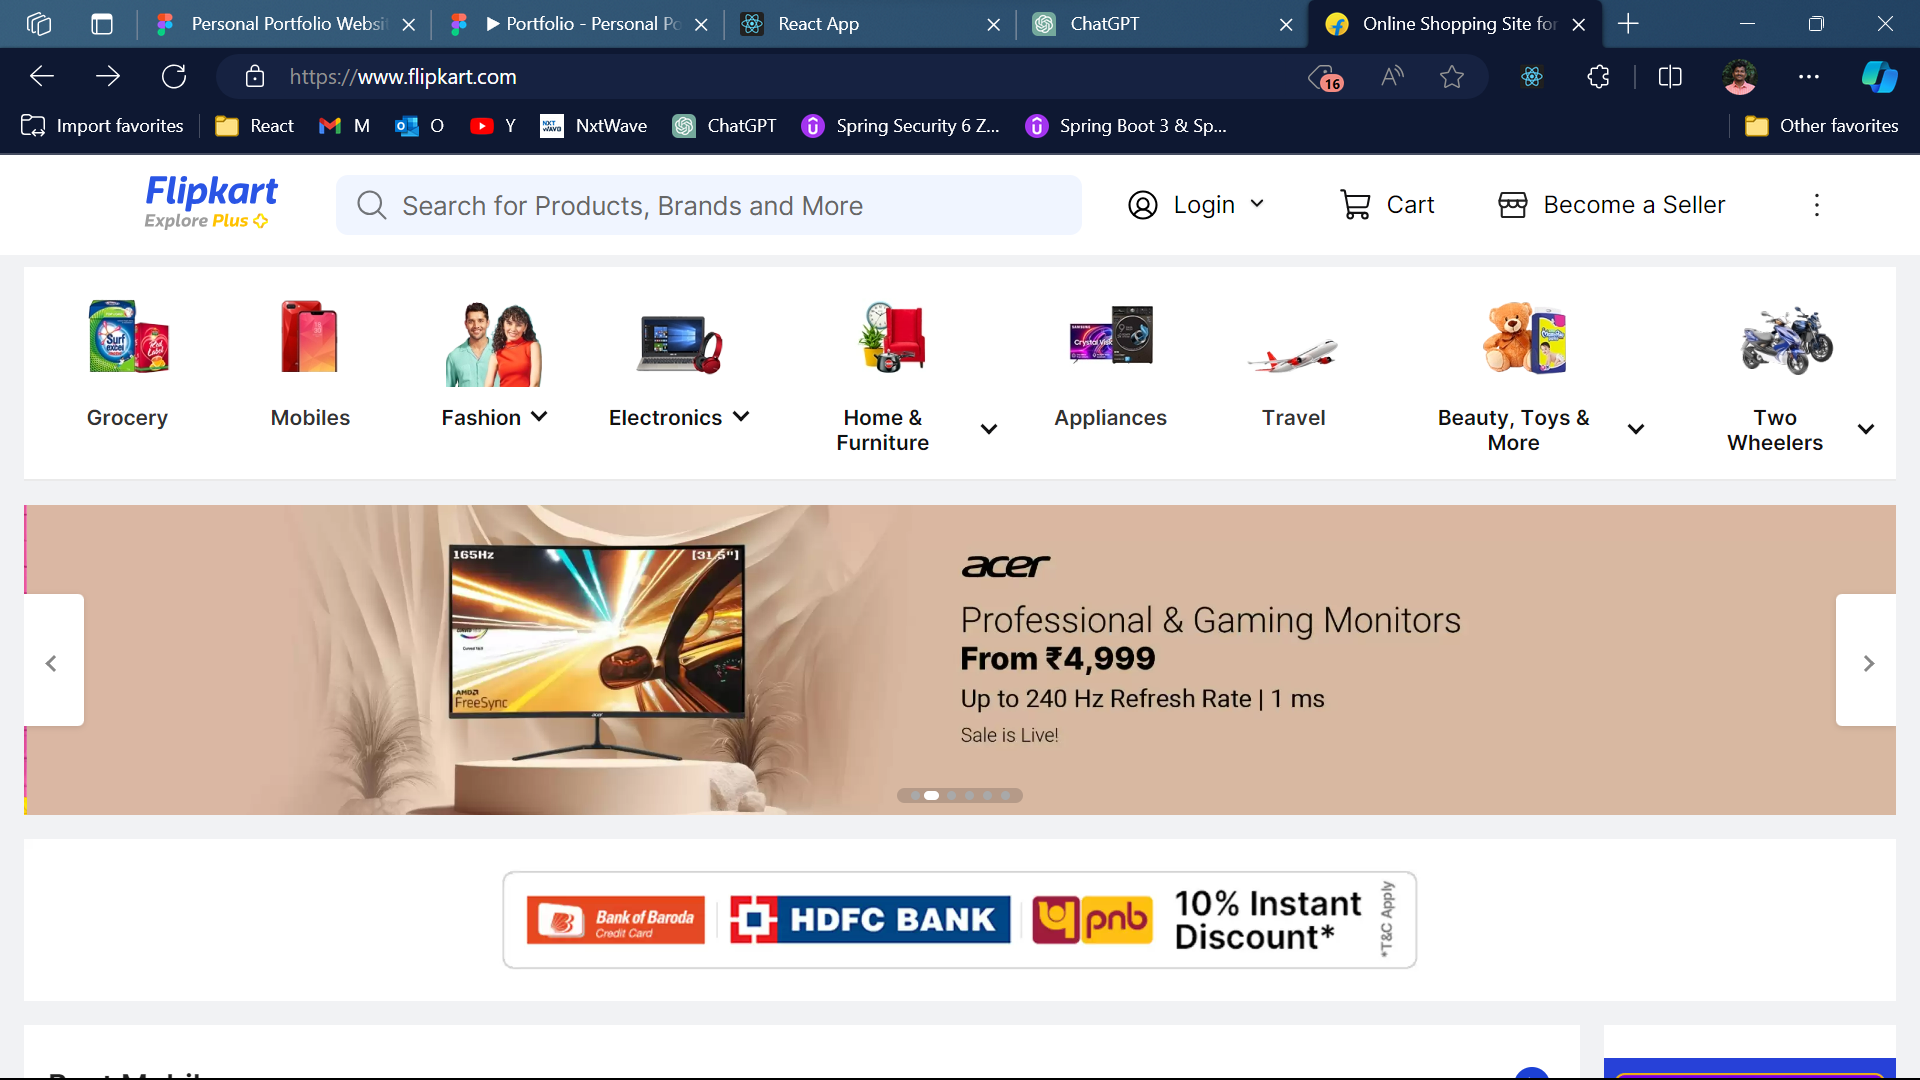 Personal Portfolio Websit
Portfolio - Personal Po
React App
ChatGPT
Online Shopping Site for
https://www.flipkart.com
16
Import favorites
React
M
O
Y
NxtWave
ChatGPT
Spring Security 6 Z...
Spring Boot 3 & Sp...
Other favorites
Flipkart
Explore Plus
Search for Products, Brands and More
Login
Cart
Become a Seller
Grocery
Mobiles
Fashion
Electronics
Home &
Furniture
Appliances
Travel
Beauty, Toys &
More
Two
Wheelers
165Hz
[31.5"]
AMD
FreeSync
acer
Professional & Gaming Monitors
From ₹4,999
Up to 240 Hz Refresh Rate | 1 ms
Sale is Live!
Bank of Baroda
Credit Card
HDFC BANK
pnb
10% Instant
Discount*
*T&C Apply